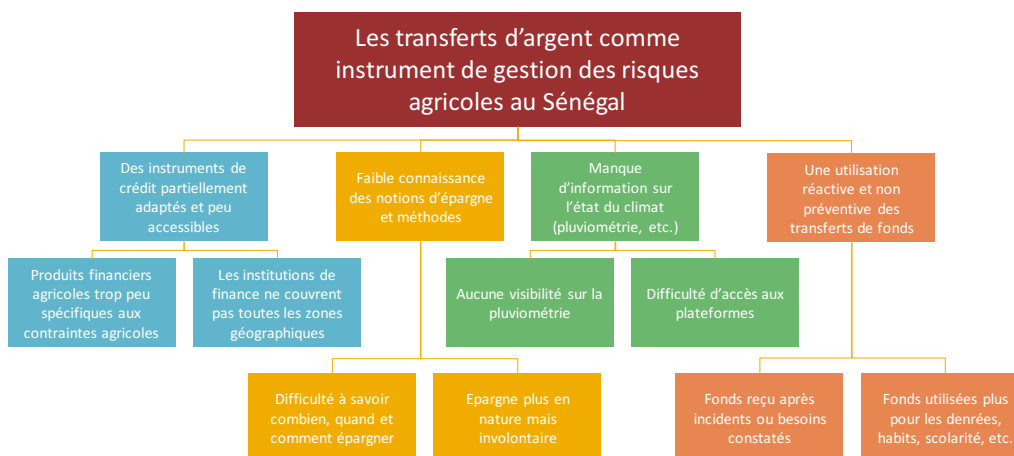 Les transferts d'argent comme
instrument de gestion des risques
agricoles au Sénégal
Des instruments de
crédit partiellement
adaptés et peu
accessibles
Faible connaissance
des notions d'épargne
et méthodes
Manque
d'information sur
l'état du climat
(pluviométrie, etc.)
Une utilisation
réactive et non
préventive des
transferts de fonds
Produits financiers
agricoles trop peu
spécifiques aux
contraintes agricoles
Les institutions de
finance ne couvrent
pas toutes les zones
géographiques
Aucune visibilité sur la
pluviométrie
Difficulté d'accès aux
plateformes
Difficulté à savoir
combien, quand et
comment épargner
Epargne plus en
nature mais
involontaire
Fonds reçu après
incidents ou besoins
constatés
Fonds utilisées plus
pour les denrées,
habits, scolarité, etc.